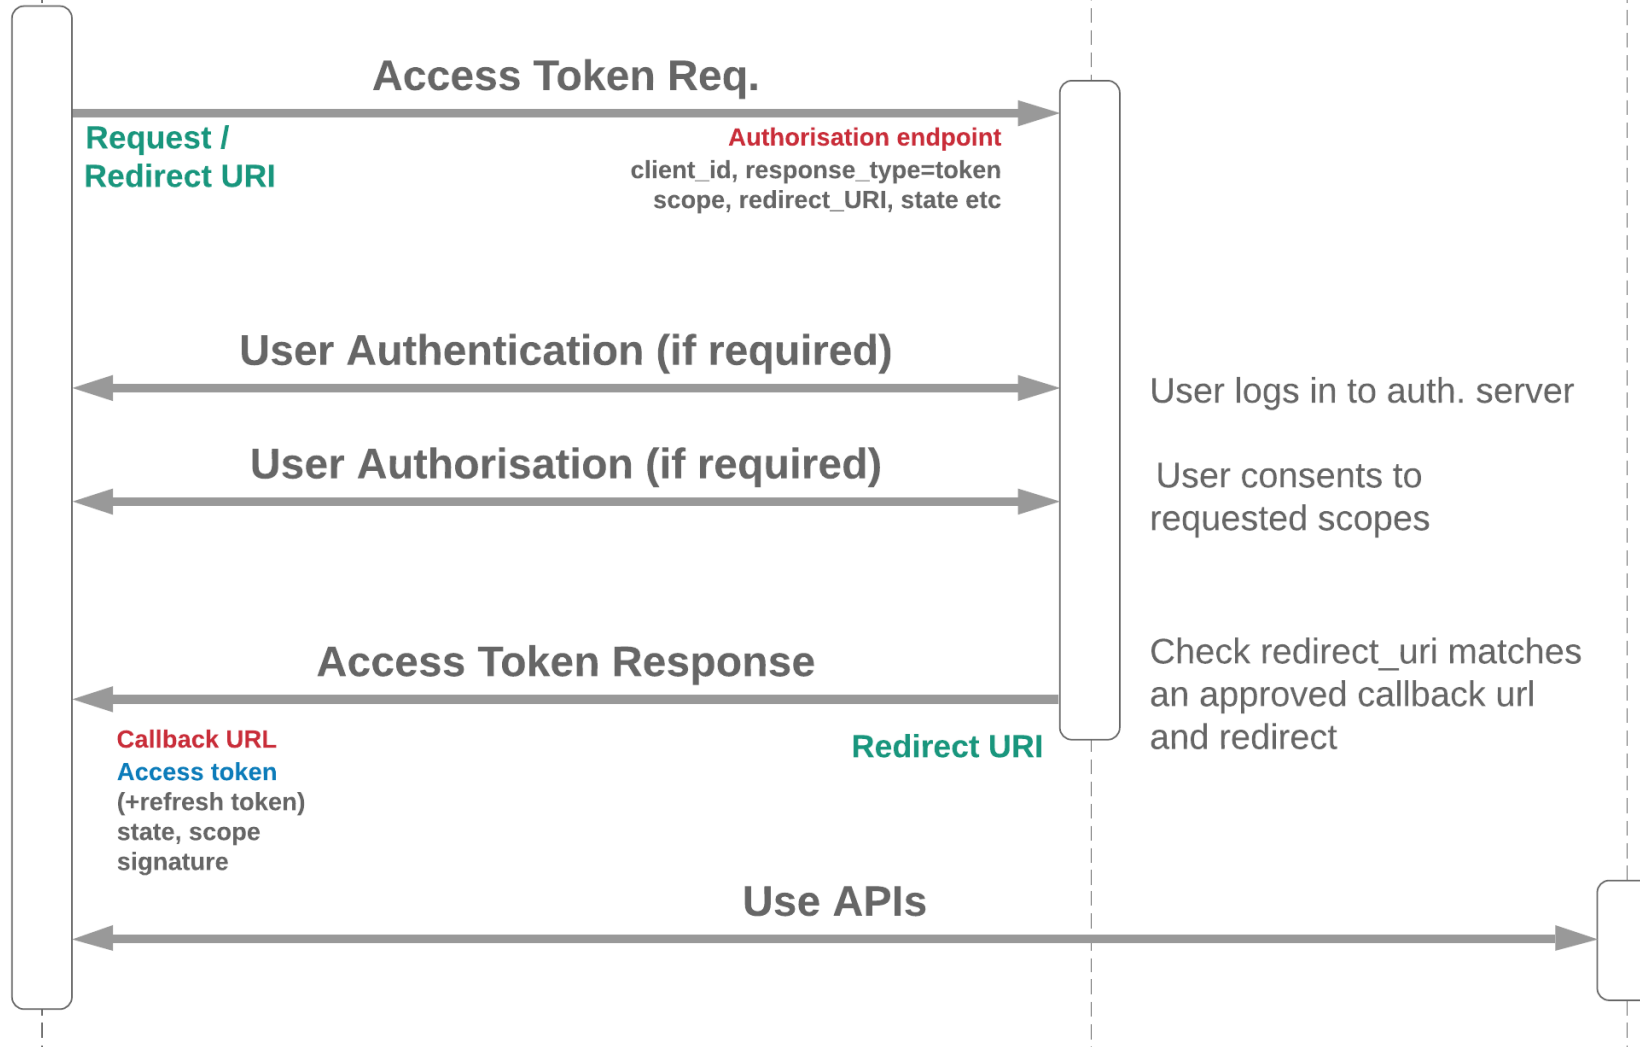 Access Token Req.
Request /
Redirect URI
Authorisation endpoint
client_id, response_type=token
scope, redirect_URI, state etc
User Authentication (if required)
User logs in to auth. server
User Authorisation (if required)
User consents to
requested scopes
Access Token Response
Check redirect_uri matches
an approved callback url
and redirect
Callback URL
Access token
(+refresh token)
state, scope
signature
Redirect URI
Use APIs